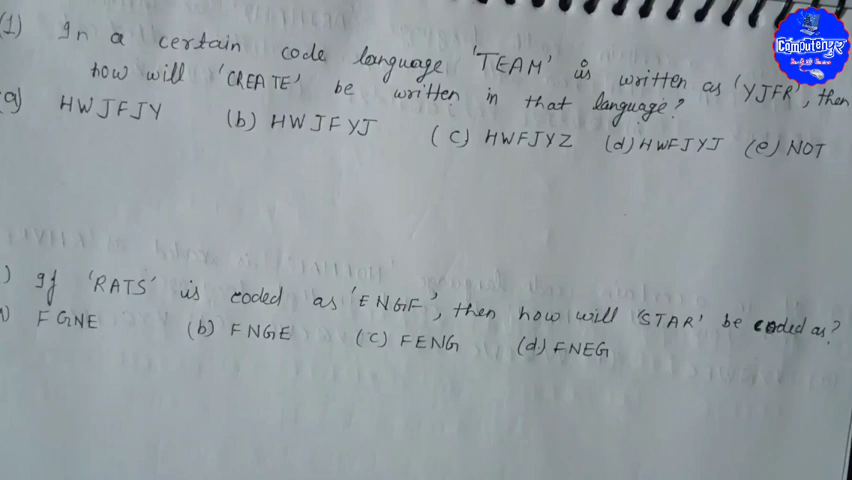 (1) In a certain code language 'TEAM' is written as 'YJFR', then
how will 'CREATE' be written in that language?
a) HWJFJY (b) HWJFYJ (c) HWFJYZ (d) HWFJYJ (e) NOT
) If 'RATS' is coded as 'ENGF', then how will 'STAR' be coded as?
) FGNE (b) FNGE (c) FENG (d) FNEG
Computenzer